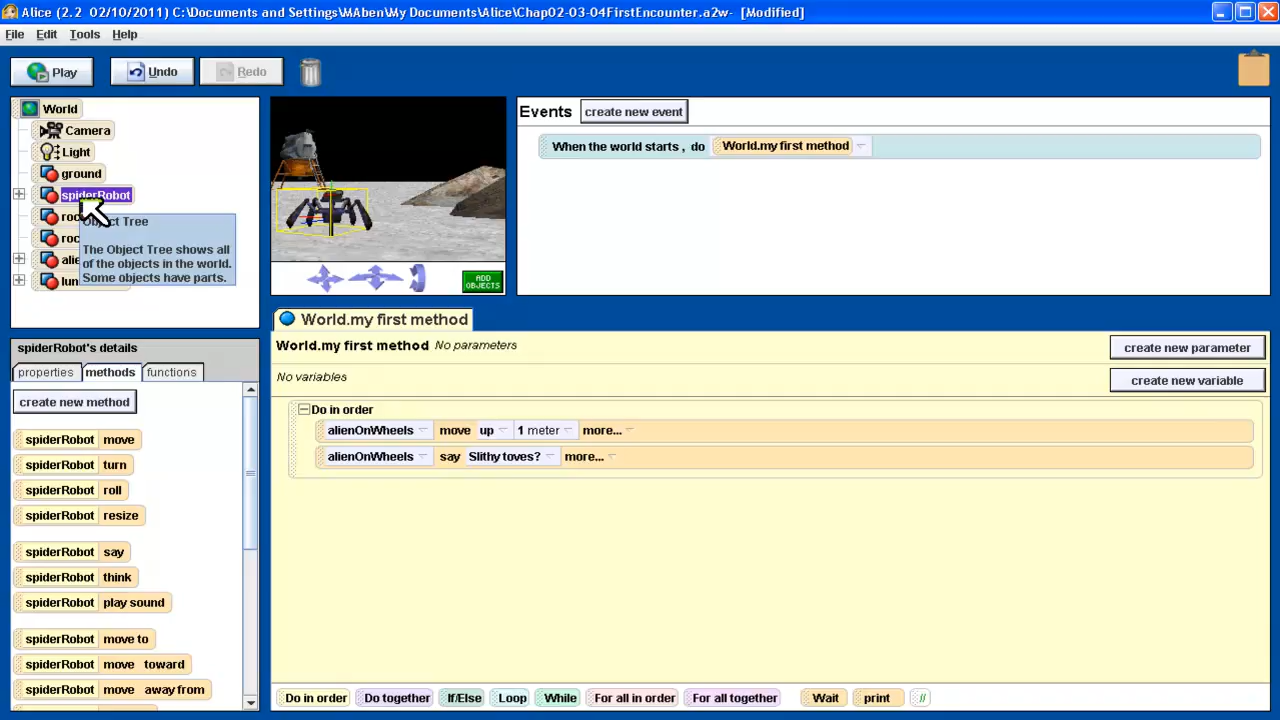 Alice (2.2 02/10/2011) C:\Documents and Settings\MAben\My Documents\Alice\Chap02-03-04FirstEncounter.a2w- [Modified]
File Edit Tools Help
Play Undo Redo
World
Camera
Light
ground
spiderRobot
roc
roc
alie
lun
Object Tree
The Object Tree shows all
of the objects in the world.
Some objects have parts.
ADD
OBJECTS
Events create new event
When the world starts , do World.my first method
spiderRobot's details
properties methods functions
create new method
spiderRobot move
spiderRobot turn
spiderRobot roll
spiderRobot resize
spiderRobot say
spiderRobot think
spiderRobot play sound
spiderRobot move to
spiderRobot move toward
spiderRobot move away from
World.my first method
World.my first method No parameters
create new parameter
No variables
create new variable
Do in order
alienOnWheels move up 1 meter more...
alienOnWheels say Slithy toves? more...
Do in order Do together If/Else Loop While For all in order For all together Wait print //